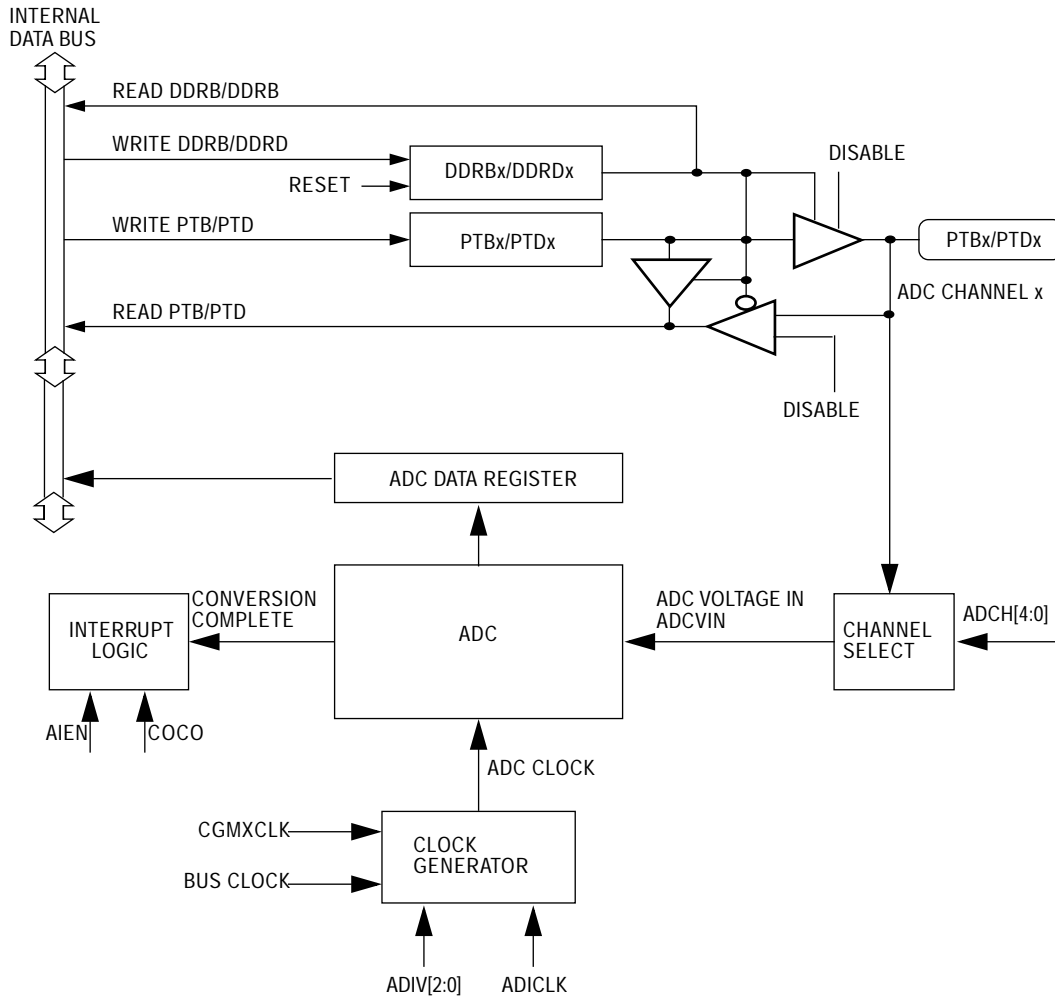 INTERNAL
DATA BUS
READ DDRB/DDRB
WRITE DDRB/DDRD
DISABLE
RESET
DDRBx/DDRDx
WRITE PTB/PTD
PTBx/PTDx
PTBx/PTDx
ADC CHANNEL x
READ PTB/PTD
DISABLE
ADC DATA REGISTER
INTERRUPT
LOGIC
CONVERSION
COMPLETE
ADC
ADC VOLTAGE IN
ADCVIN
CHANNEL
SELECT
ADCH[4:0]
AIEN
COCO
ADC CLOCK
CGMXCLK
CLOCK
GENERATOR
BUS CLOCK
ADIV[2:0]
ADICLK